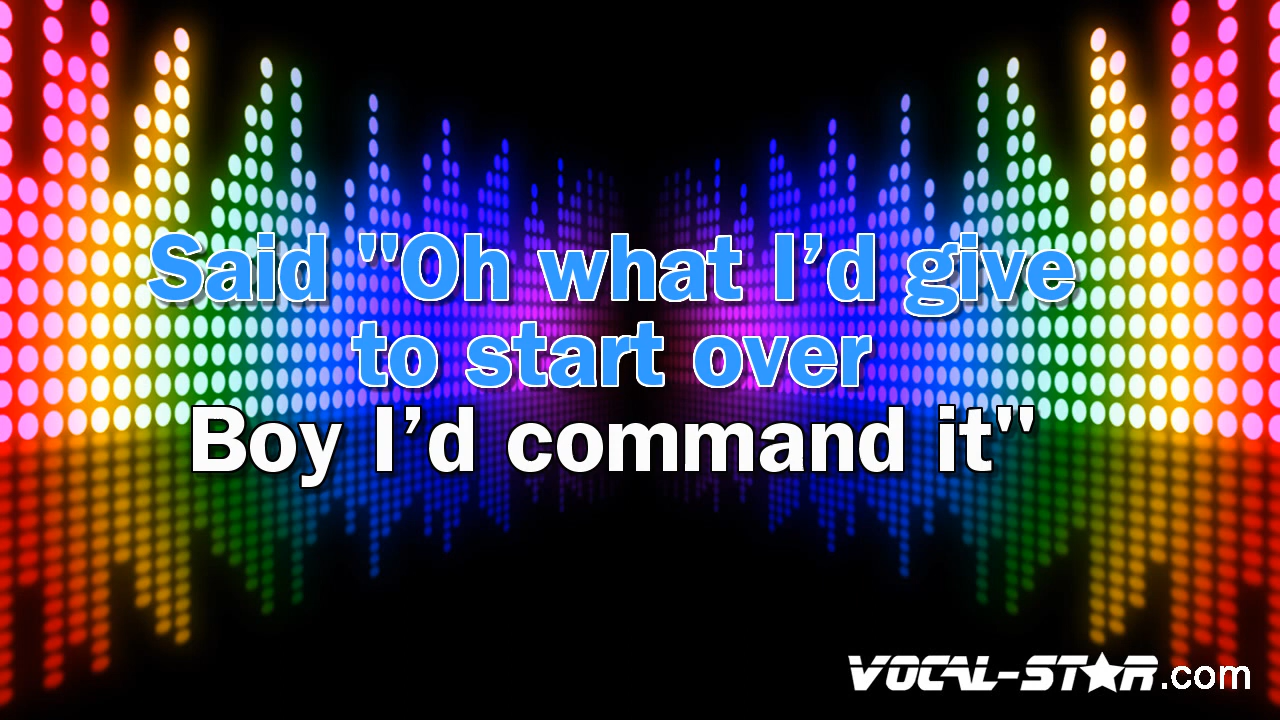 Said "Oh what I’d give
to start over
Boy I’d command it"
VOCAL-STAR.com